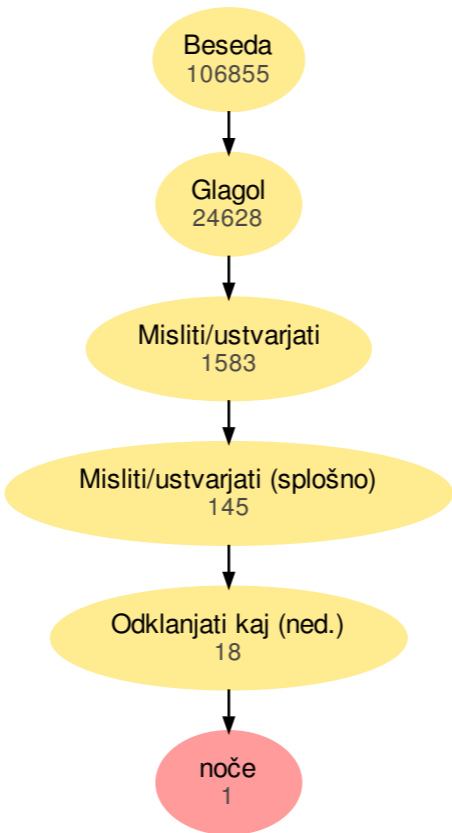 Beseda
106855
Glagol
24628
Misliti/ustvarjati
1583
Misliti/ustvarjati (splošno)
145
Odklanjati kaj (ned.)
18
noče
1